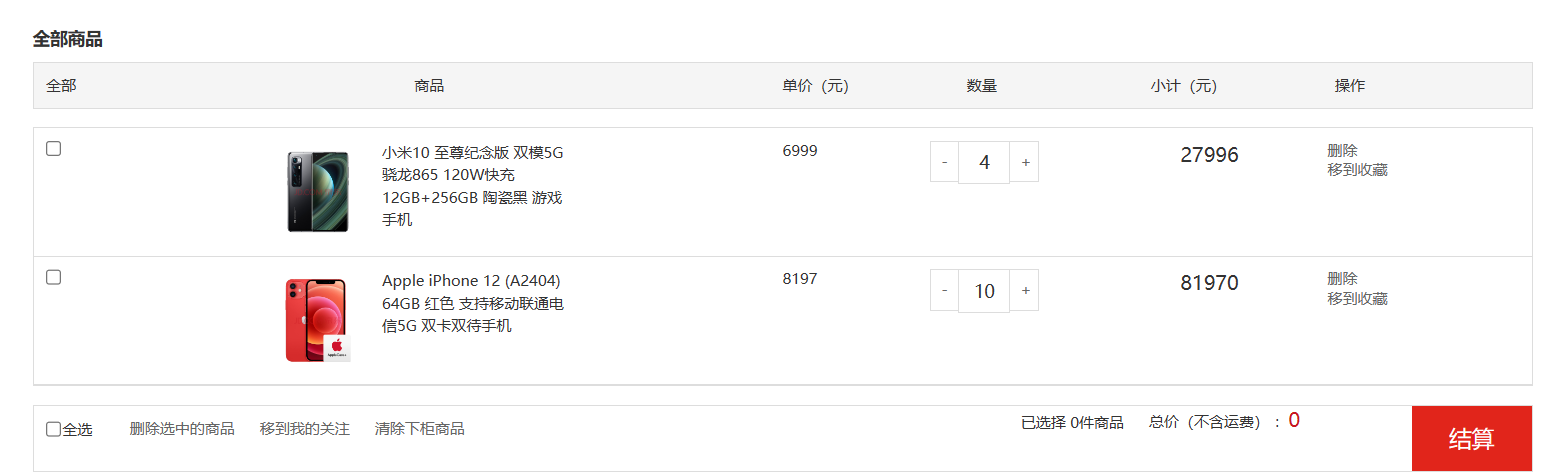 全部商品
全部 商品 单价（元） 数量 小计（元） 操作
小米10 至尊纪念版 双模5G 6999 - 4 + 27996 删除
骁龙865 120W快充 移到收藏
12GB+256GB 陶瓷黑 游戏
手机
Apple iPhone 12 (A2404) 8197 - 10 + 81970 删除
64GB 红色 支持移动联通电 移到收藏
信5G 双卡双待手机
全选 删除选中的商品 移到我的关注 清除下柜商品 已选择 0件商品 总价（不含运费）：0 结算